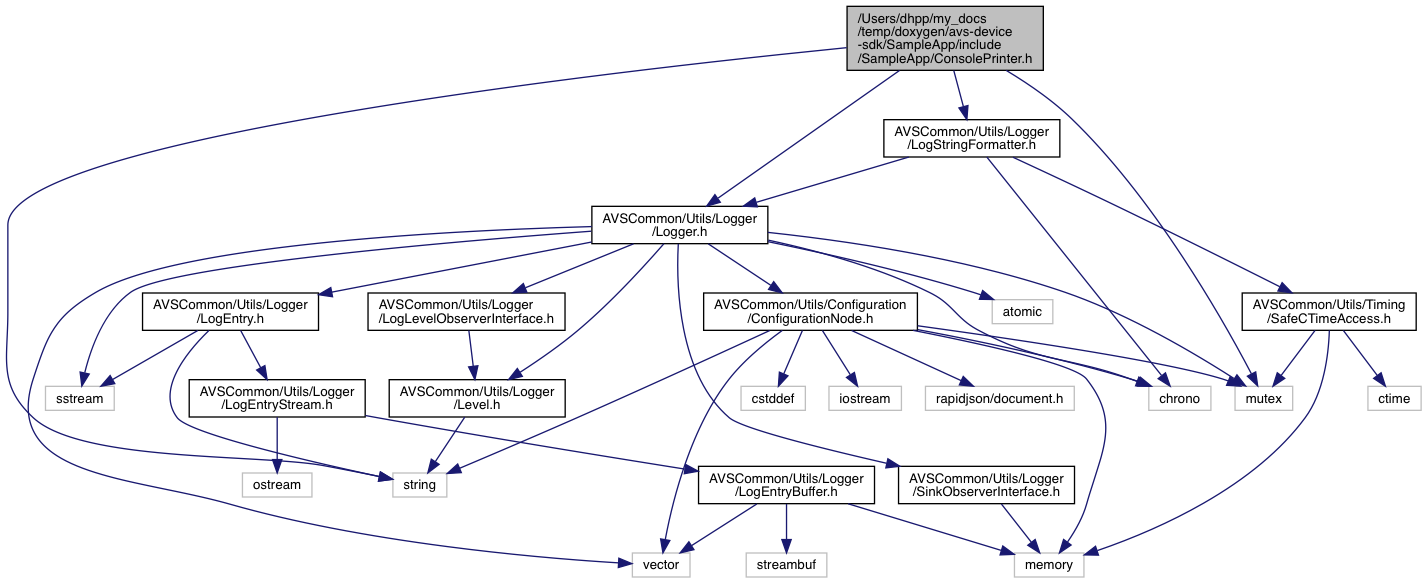 /Users/dhpp/my_docs
/temp/doxygen/avs-device
-sdk/SampleApp/include
/SampleApp/ConsolePrinter.h
AVSCommon/Utils/Logger
/LogStringFormatter.h
AVSCommon/Utils/Logger
/Logger.h
AVSCommon/Utils/Logger
/LogEntry.h
AVSCommon/Utils/Logger
/LogLevelObserverInterface.h
AVSCommon/Utils/Configuration
/ConfigurationNode.h
atomic
AVSCommon/Utils/Timing
/SafeCTimeAccess.h
sstream
AVSCommon/Utils/Logger
/LogEntryStream.h
AVSCommon/Utils/Logger
/Level.h
cstddef
iostream
rapidjson/document.h
chrono
mutex
ctime
ostream
string
AVSCommon/Utils/Logger
/LogEntryBuffer.h
AVSCommon/Utils/Logger
/SinkObserverInterface.h
vector
streambuf
memory